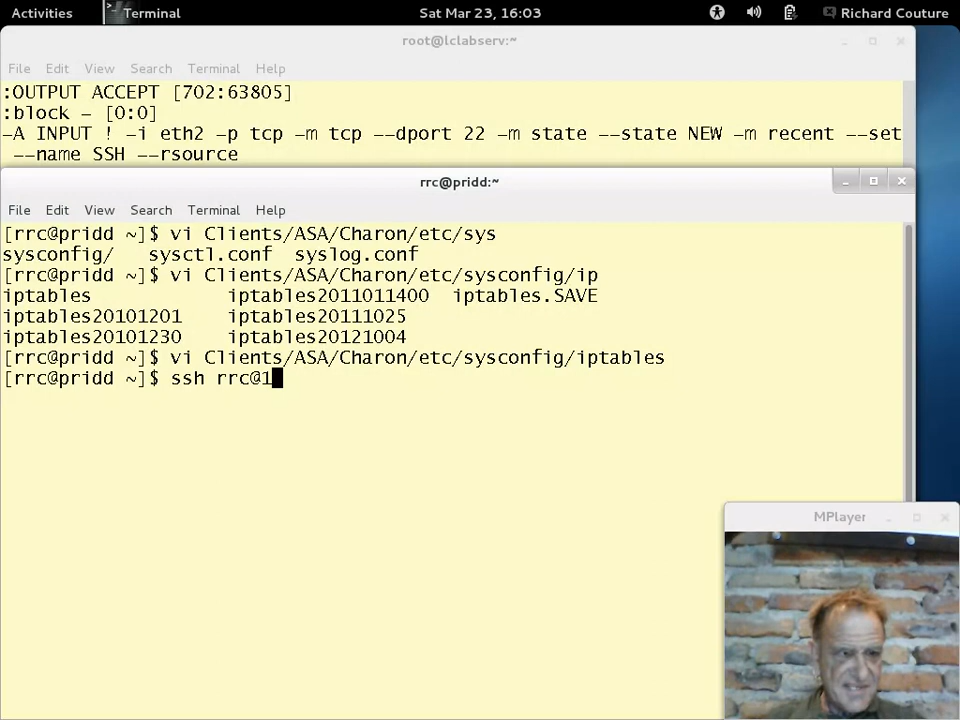 Activities Terminal Sat Mar 23, 16:03 Richard Couture
root@lclabserv:~
File Edit View Search Terminal Help
:OUTPUT ACCEPT [702:63805]
:block - [0:0]
-A INPUT ! -i eth2 -p tcp -m tcp --dport 22 -m state --state NEW -m recent --set
--name SSH --rsource
rrc@pridd:~
File Edit View Search Terminal Help
[rrc@pridd ~]$ vi Clients/ASA/Charon/etc/sys
sysconfig/ sysctl.conf syslog.conf
[rrc@pridd ~]$ vi Clients/ASA/Charon/etc/sysconfig/ip
iptables iptables2011011400 iptables.SAVE
iptables20101201 iptables20111025
iptables20101230 iptables20121004
[rrc@pridd ~]$ vi Clients/ASA/Charon/etc/sysconfig/iptables
[rrc@pridd ~]$ ssh rrc@1
MPlayer